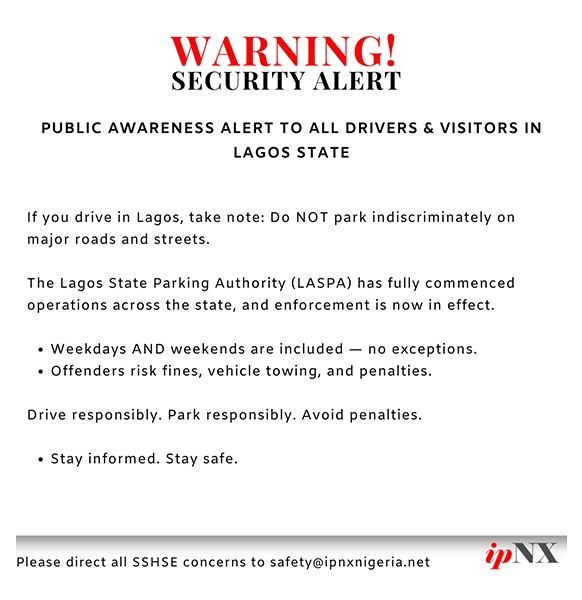 WARNING!
SECURITY ALERT
PUBLIC AWARENESS ALERT TO ALL DRIVERS & VISITORS IN
LAGOS STATE
If you drive in Lagos, take note: Do NOT park indiscriminately on
major roads and streets.
The Lagos State Parking Authority (LASPA) has fully commenced
operations across the state, and enforcement is now in effect.
• Weekdays AND weekends are included — no exceptions.
• Offenders risk fines, vehicle towing, and penalties.
Drive responsibly. Park responsibly. Avoid penalties.
• Stay informed. Stay safe.
Please direct all SSHSE concerns to safety@ipnxnigeria.net
ipNX